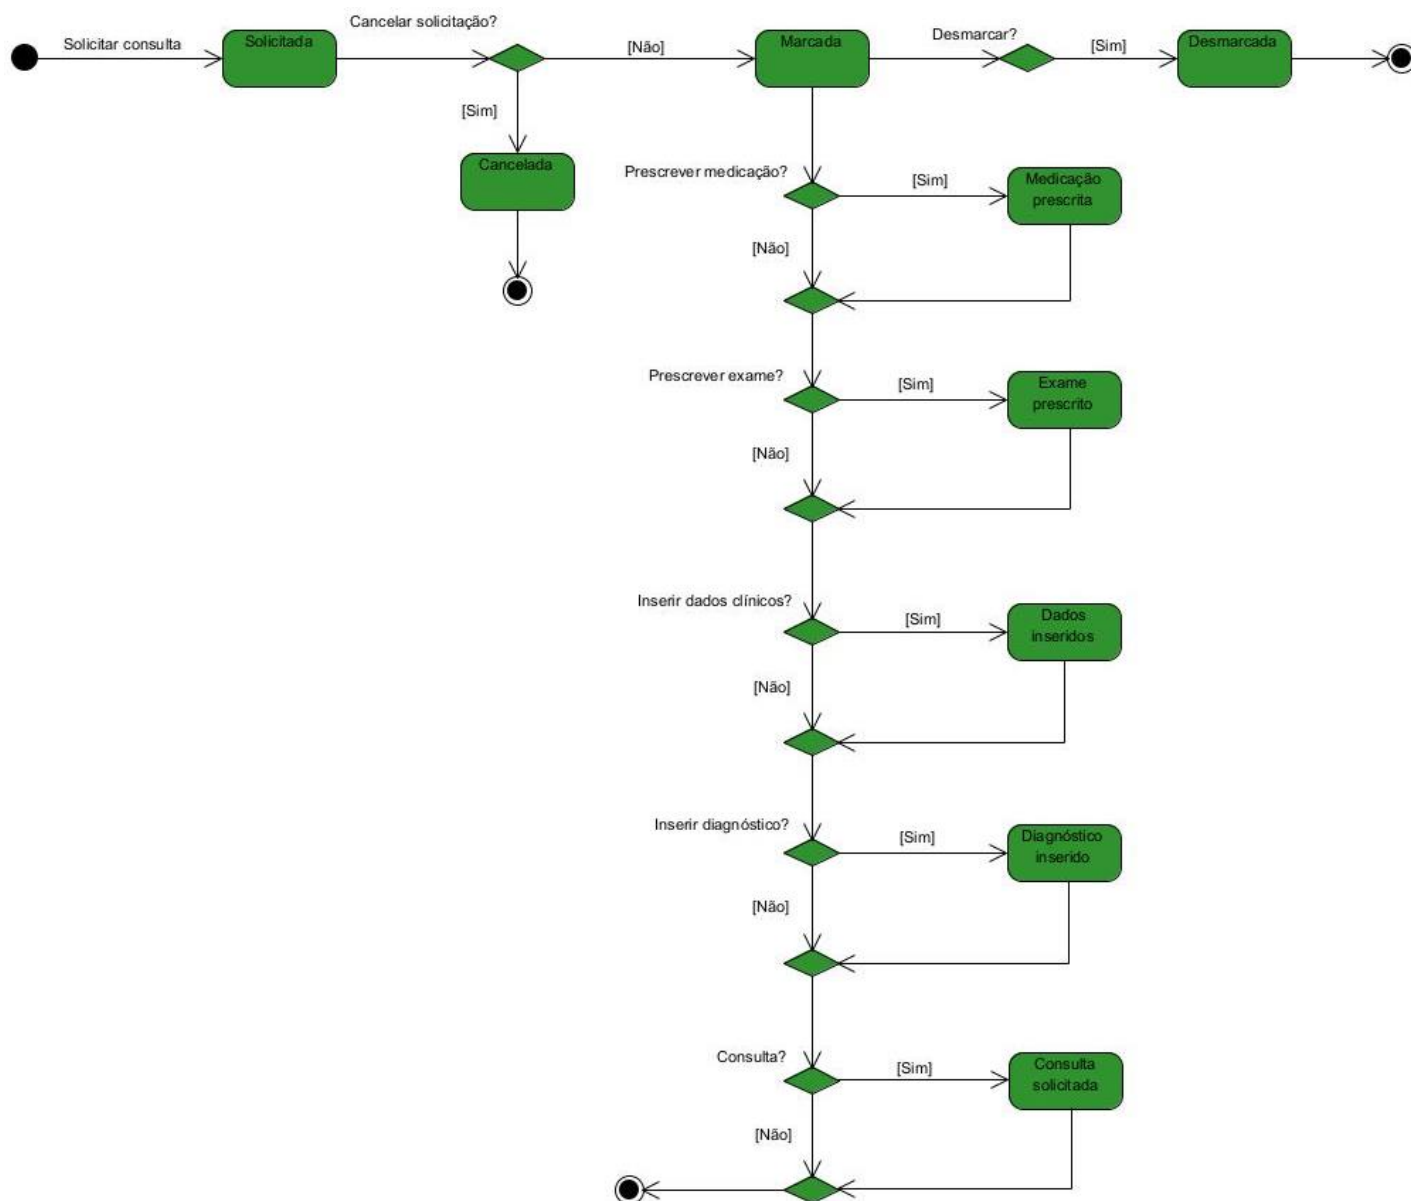 Cancelar solicitação?
Solicitar consulta
Solicitada
[Não]
Marcada
Desmarcar?
[Sim]
Desmarcada
[Sim]
Cancelada
Prescrever medicação?
[Sim]
Medicação
prescrita
[Não]
Prescrever exame?
[Sim]
Exame
prescrito
[Não]
Inserir dados clínicos?
[Sim]
Dados
inseridos
[Não]
Inserir diagnóstico?
[Sim]
Diagnóstico
inserido
[Não]
Consulta?
[Sim]
Consulta
solicitada
[Não]